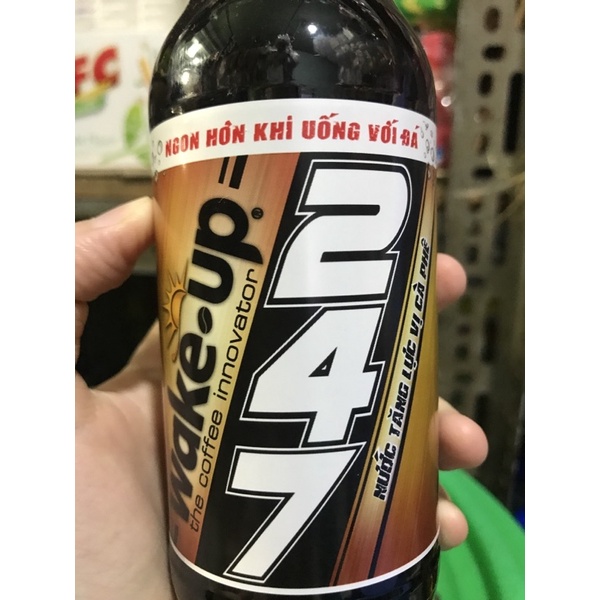 NGON HƠN KHI UỐNG VỚI ĐÁ
wake-up®
the coffee innovator
247
NƯỚC TĂNG LỰC VỊ CÀ PHÊ